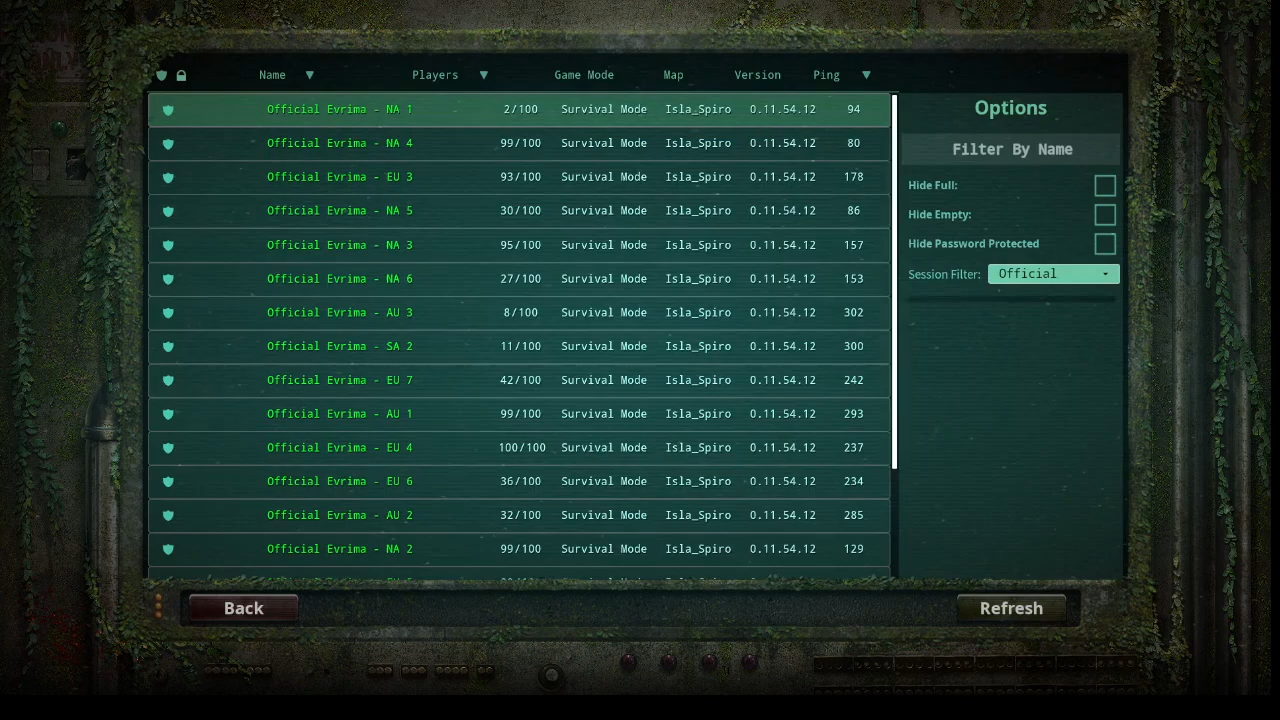 Name Players Game Mode Map Version Ping
Official Evrima - NA 1 2/100 Survival Mode Isla_Spiro 0.11.54.12 94
Official Evrima - NA 4 99/100 Survival Mode Isla_Spiro 0.11.54.12 80
Official Evrima - EU 3 93/100 Survival Mode Isla_Spiro 0.11.54.12 178
Official Evrima - NA 5 30/100 Survival Mode Isla_Spiro 0.11.54.12 86
Official Evrima - NA 3 95/100 Survival Mode Isla_Spiro 0.11.54.12 157
Official Evrima - NA 6 27/100 Survival Mode Isla_Spiro 0.11.54.12 153
Official Evrima - AU 3 8/100 Survival Mode Isla_Spiro 0.11.54.12 302
Official Evrima - SA 2 11/100 Survival Mode Isla_Spiro 0.11.54.12 300
Official Evrima - EU 7 42/100 Survival Mode Isla_Spiro 0.11.54.12 242
Official Evrima - AU 1 99/100 Survival Mode Isla_Spiro 0.11.54.12 293
Official Evrima - EU 4 100/100 Survival Mode Isla_Spiro 0.11.54.12 237
Official Evrima - EU 6 36/100 Survival Mode Isla_Spiro 0.11.54.12 234
Official Evrima - AU 2 32/100 Survival Mode Isla_Spiro 0.11.54.12 285
Official Evrima - NA 2 99/100 Survival Mode Isla_Spiro 0.11.54.12 129
Options
Filter By Name
Hide Full:
Hide Empty:
Hide Password Protected
Session Filter: Official
Back
Refresh